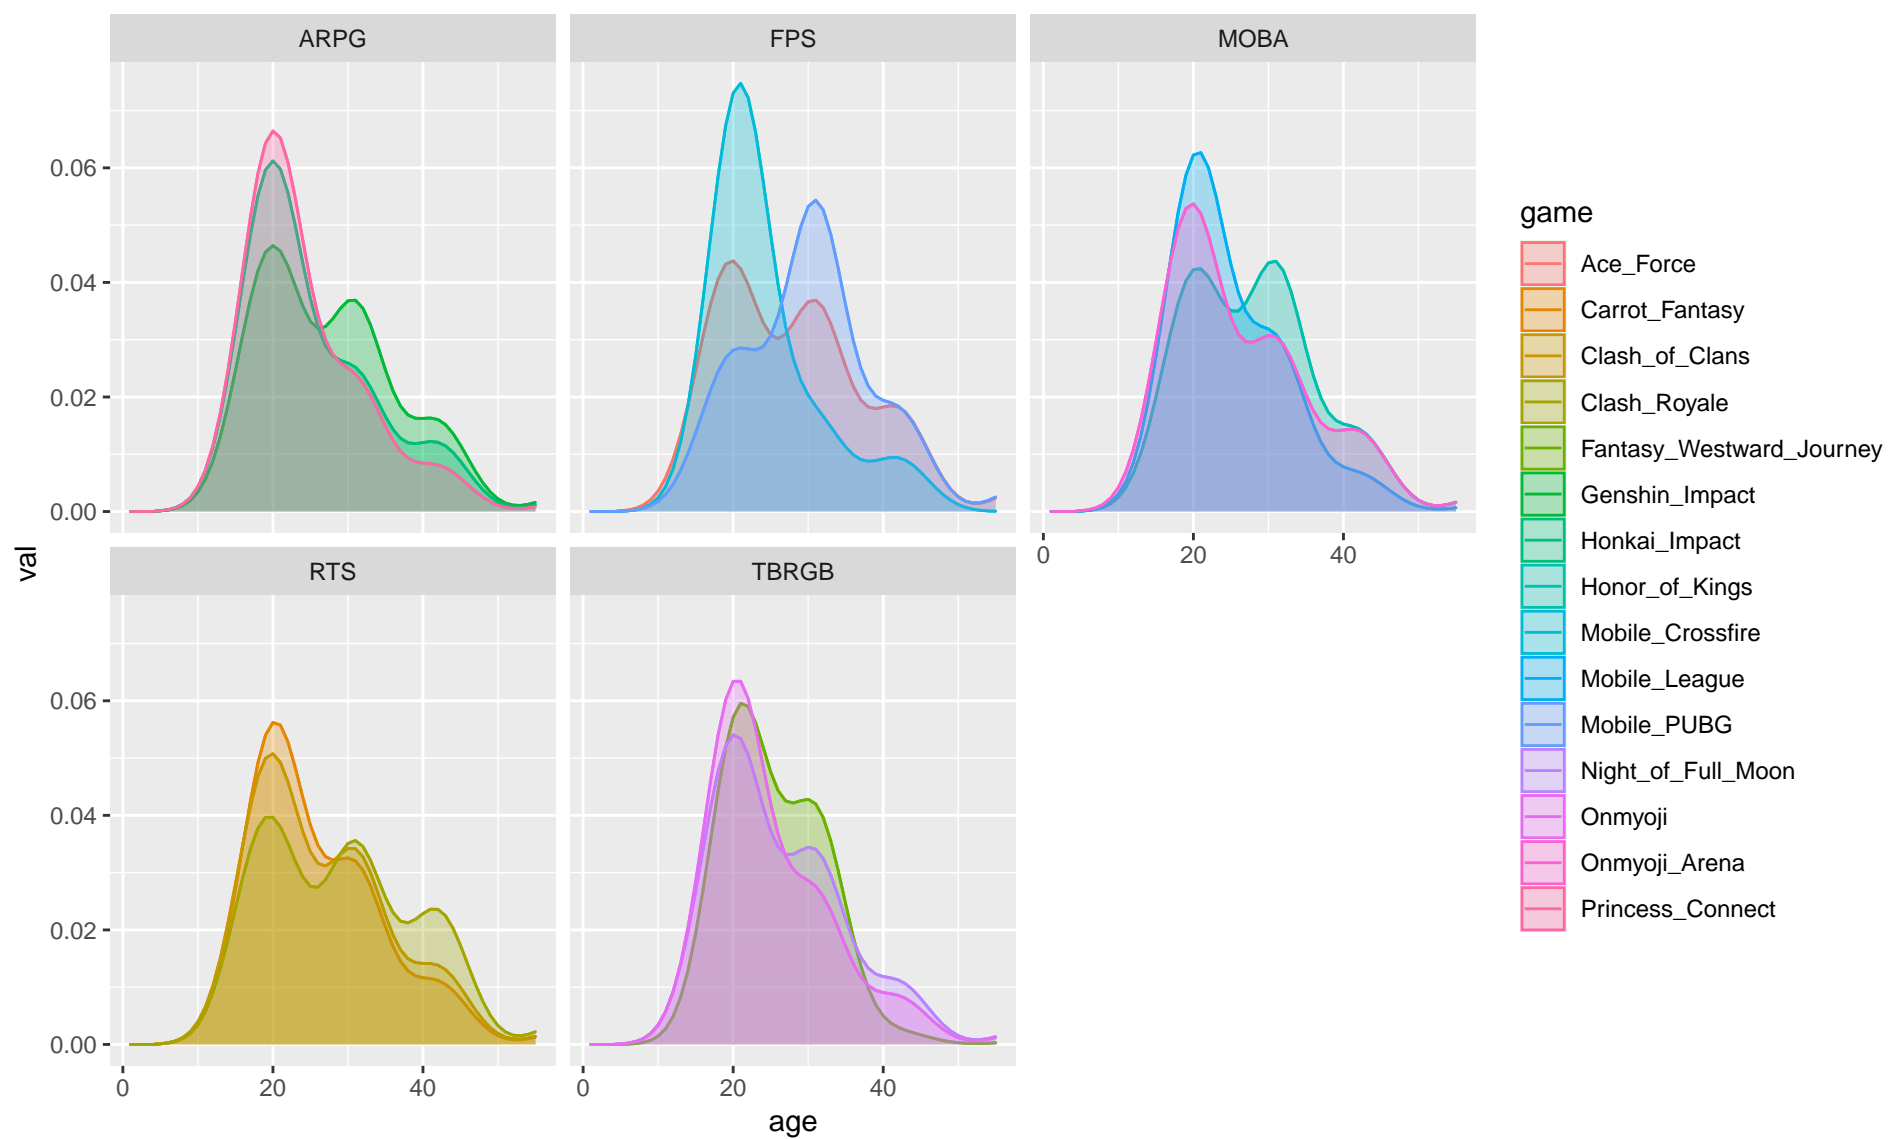 ARPG
FPS
MOBA
0.06
0.04
0.02
0.00
0 20 40
val
RTS
TBRGB
0.06
0.04
0.02
0.00
0 20 40
0 20 40
age
game
Ace_Force
Carrot_Fantasy
Clash_of_Clans
Clash_Royale
Fantasy_Westward_Journey
Genshin_Impact
Honkai_Impact
Honor_of_Kings
Mobile_Crossfire
Mobile_League
Mobile_PUBG
Night_of_Full_Moon
Onmyoji
Onmyoji_Arena
Princess_Connect